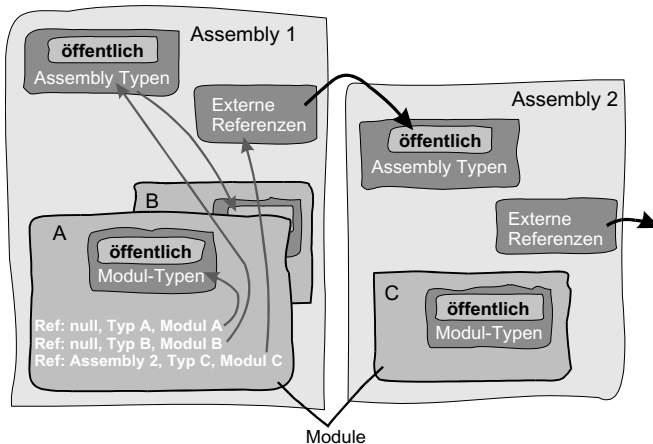 Assembly 1
öffentlich
Assembly Typen
Externe
Referenzen
B
A
öffentlich
Modul-Typen
Ref: null, Typ A, Modul A
Ref: null, Typ B, Modul B
Ref: Assembly 2, Typ C, Modul C
Assembly 2
öffentlich
Assembly Typen
Externe
Referenzen
C
öffentlich
Modul-Typen
Module